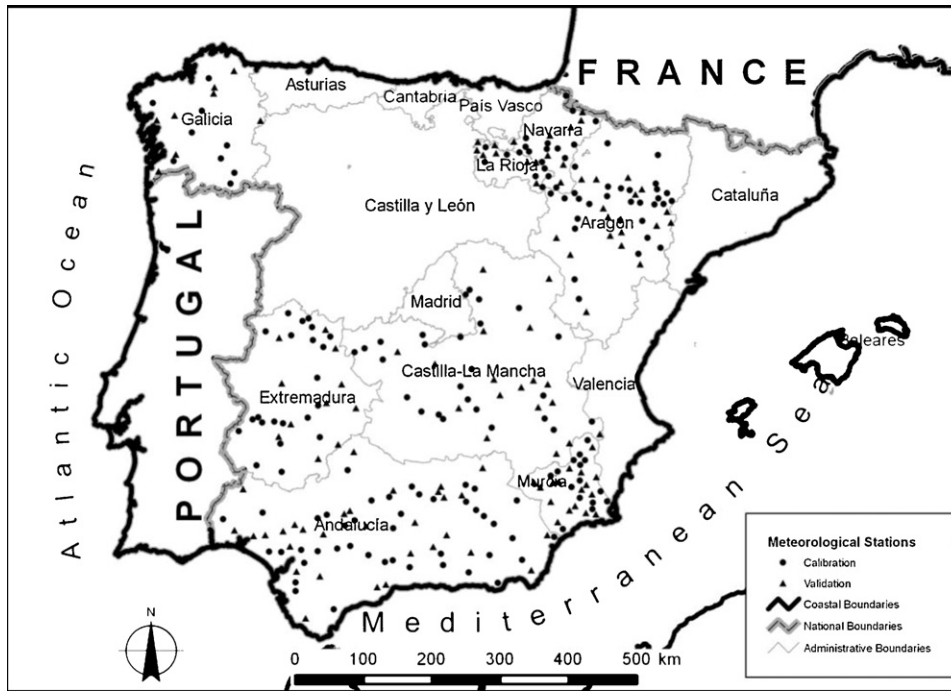 FRANCE
Asturias
Cantabria
País Vasco
Galicia
Navarra
La Rioja
Cataluña
Castilla y León
Aragón
Atlantic Ocean
PORTUGAL
Madrid
Baleares
Castilla-La Mancha
Valencia
Extremadura
Murcia
Andalucía
Mediterranean Sea
Meteorological Stations
Calibration
Validation
Coastal Boundaries
National Boundaries
Administrative Boundaries
N
0 100 200 300 400 500 km